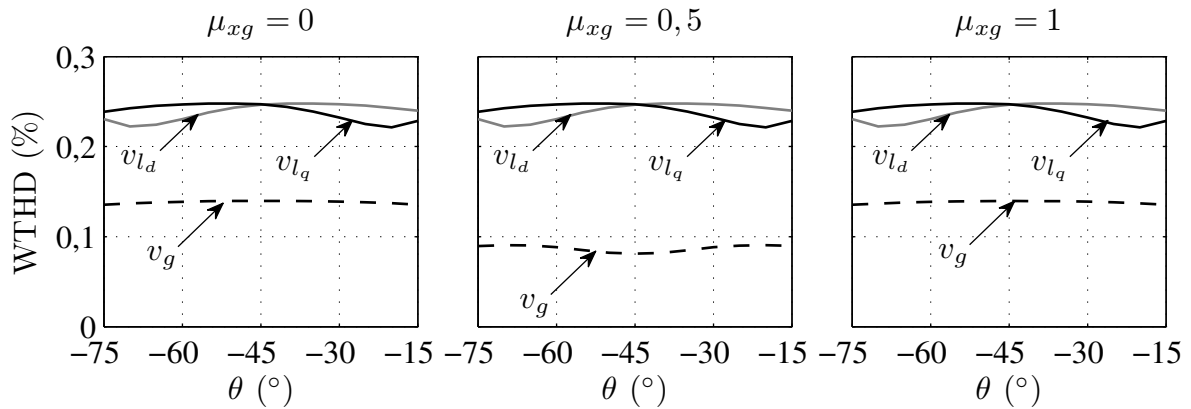 μxg = 0
μxg = 0,5
μxg = 1
WTHD (%)
0,3
0,2
0,1
0
vld
vlq
vg
vld
vlq
vg
vld
vlq
vg
−75 −60 −45 −30 −15
−75 −60 −45 −30 −15
−75 −60 −45 −30 −15
θ (°)
θ (°)
θ (°)